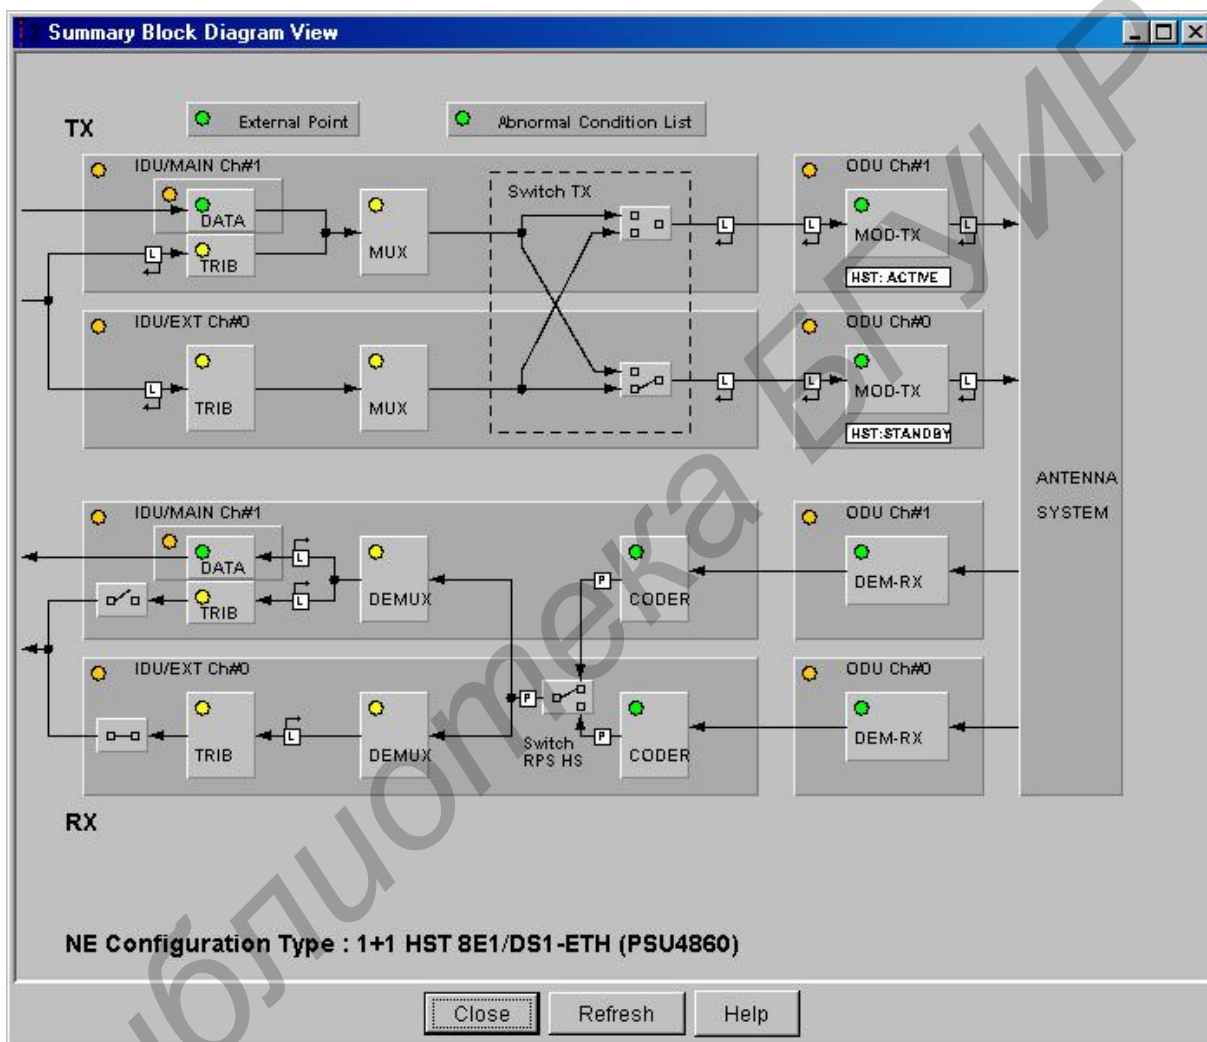 Summary Block Diagram View
TX
External Point
Abnormal Condition List
IDU/MAIN Ch#1
DATA
L
TRIB
MUX
Switch TX
L
ODU Ch#1
L
MOD-TX
L
HST: ACTIVE
IDU/EXT Ch#0
L
TRIB
MUX
L
ODU Ch#0
L
MOD-TX
L
HST:STANDBY
ANTENNA
SYSTEM
IDU/MAIN Ch#1
DATA
L
TRIB
L
DEMUX
P
CODER
ODU Ch#1
DEM-RX
IDU/EXT Ch#0
TRIB
L
DEMUX
P
Switch
RPS HS
P
CODER
ODU Ch#0
DEM-RX
RX
NE Configuration Type : 1+1 HST 8E1/DS1-ETH (PSU4860)
Close
Refresh
Help
блиотека БГУИР